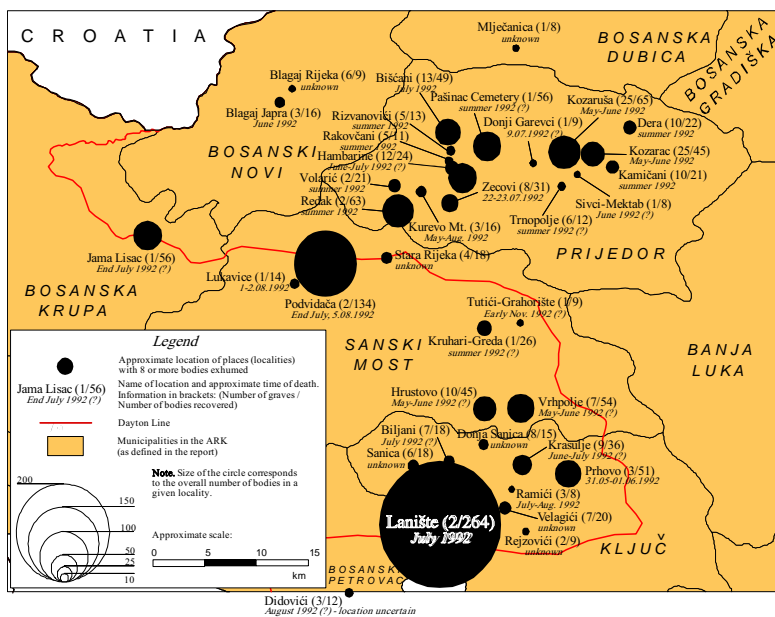 CROATIA
Mlječanica (1/8)
unknown
BOSANSKA
DUBICA
BOSANSKA
GRADIŠKA
Blagaj Rijeka (6/9)
unknown
Blagaj Japra (3/16)
June 1992
Bišćani (13/49)
July 1992
Pašinac Cemetery (1/56)
summer 1992 (?)
Kozaruša (25/65)
May-June 1992
Rizvanovići (5/13)
summer 1992
Donji Garevci (1/9)
9.07.1992 (?)
Dera (10/22)
summer 1992
Rakovčani (5/11)
summer 1992
Kozarac (25/45)
May-June 1992
BOSANSKI
NOVI
Hambarine (12/24)
June-July 1992 (?)
Kamičani (10/21)
summer 1992
Volarić (2/21)
summer 1992
Zecovi (8/31)
22-23.07.1992
Sivci-Mektab (1/8)
June 1992 (?)
Redak (2/63)
summer 1992
Kurevo Mt. (3/16)
May-Aug. 1992
Trnopolje (6/12)
summer 1992 (?)
PRIJEDOR
Jama Lisac (1/56)
End July 1992 (?)
Stara Rijeka (4/18)
unknown
Lukavice (1/14)
1-2.08.1992
BOSANSKA
KRUPA
Podvidača (2/134)
End July, 5.08.1992
Tutići-Grahorište (1/9)
Early Nov. 1992 (?)
Kruhari-Greda (1/26)
summer 1992 (?)
SANSKI
MOST
BANJA
LUKA
Hrustovo (10/45)
May-June 1992 (?)
Vrhpolje (7/54)
May-June 1992 (?)
Biljani (7/18)
July 1992 (?)
Donja Sanica (8/15)
unknown
Sanica (6/18)
unknown
Krasulje (9/36)
June-July 1992 (?)
Prhovo (3/51)
31.05-01.06.1992
Ramići (3/8)
July-Aug. 1992
Lanište (2/264)
July 1992
Velagići (7/20)
unknown
Rejzovići (2/9)
unknown
KLJUČ
BOSANSKI
PETROVAC
Didovići (3/12)
August 1992 (?) - location uncertain
Legend
Approximate location of places (localities)
with 8 or more bodies exhumed
Jama Lisac (1/56)
End July 1992 (?)
Name of location and approximate time of death.
Information in brackets: (Number of graves /
Number of bodies recovered)
Dayton Line
Municipalities in the ARK
(as defined in the report)
Note. Size of the circle corresponds
to the overall number of bodies in a
given locality.
200
150
100
50
25
10
Approximate scale:
0 5 10 15
km